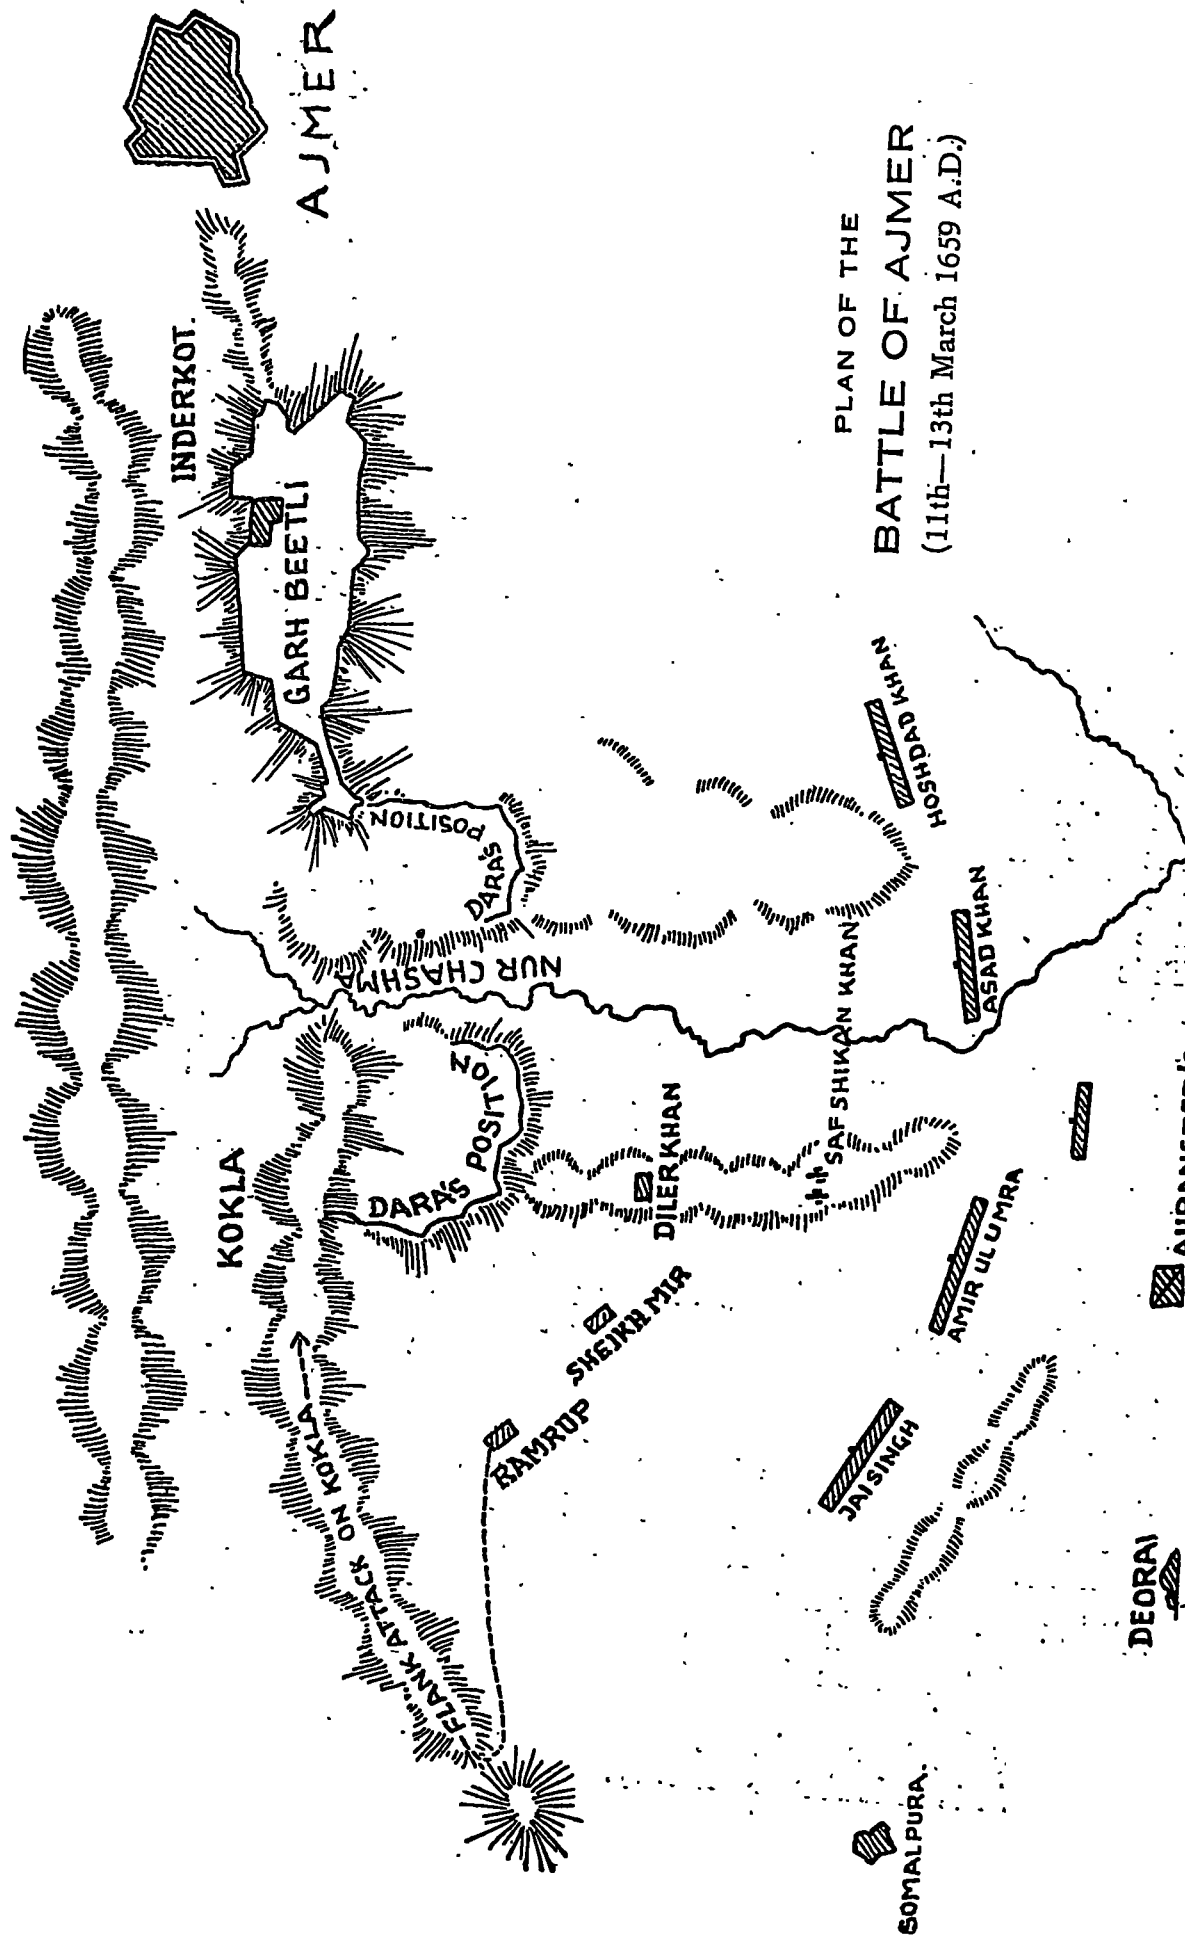 AJMER
INDERKOT.
GARH BEETLI
PLAN OF THE
BATTLE OF AJMER
(11th—13th March 1659 A.D.)
DARA'S POSITION
NUR CHASHMA
KOKLA
DARA'S POSITION
HOSHDAD KHAN
ASAD KHAN
SAF SHIKAN KHAN
DILER KHAN
SHEIKH MIR
RAMRUP
FLANK ATTACK ON KOKLA
AMIR UL UMRA
JAI SINGH
DEORAI
GOMALPURA.